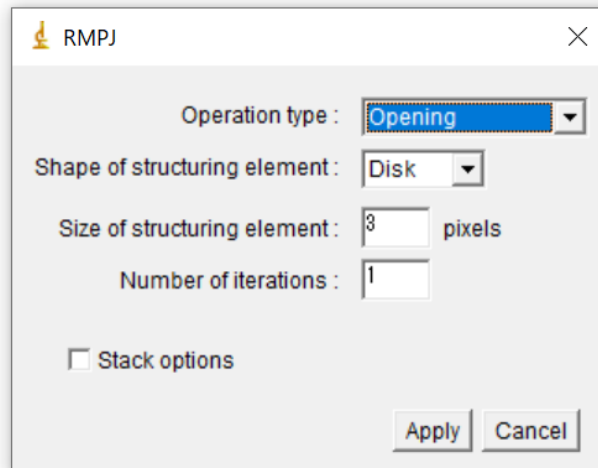 RMPJ
Operation type : Opening
Shape of structuring element : Disk
Size of structuring element : 3 pixels
Number of iterations : 1
Stack options
Apply Cancel